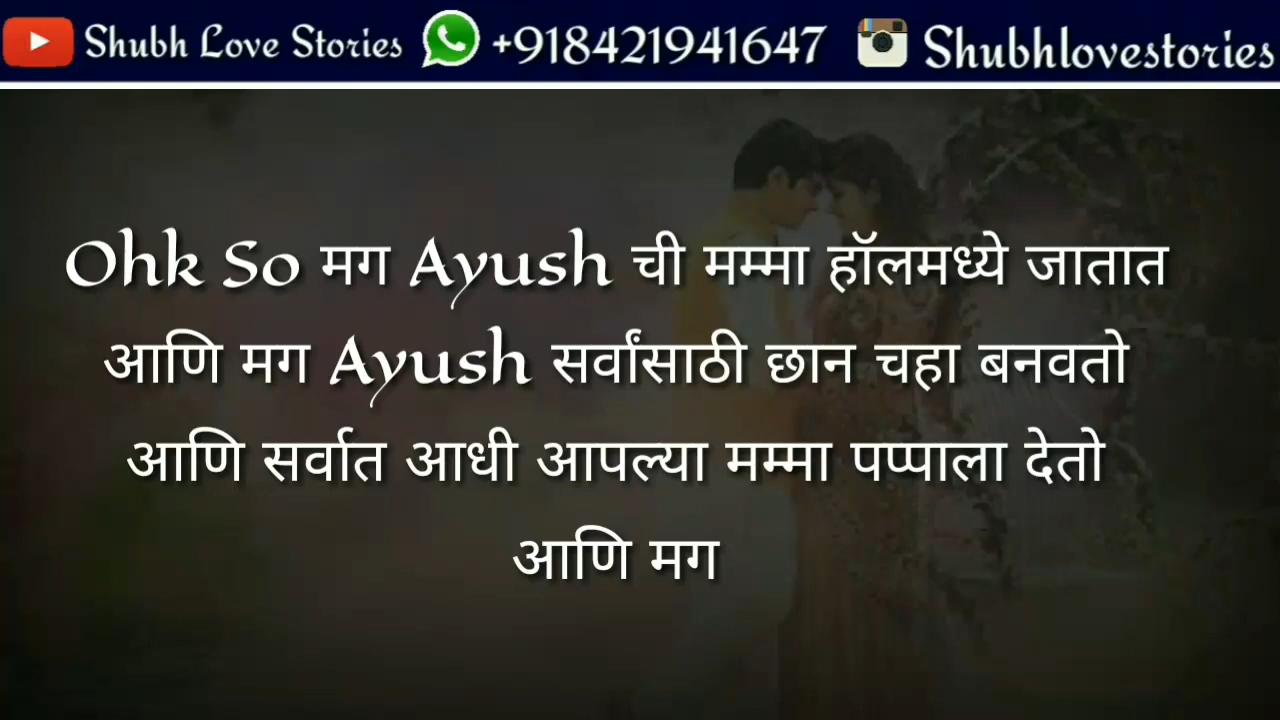 Shubh Love Stories +918421941647 Shubhlovestories
Ohk So मग Ayush ची मम्मा हॉलमध्ये जातात
आणि मग Ayush सर्वांसाठी छान चहा बनवतो
आणि सर्वात आधी आपल्या मम्मा पप्पाला देतो
आणि मग